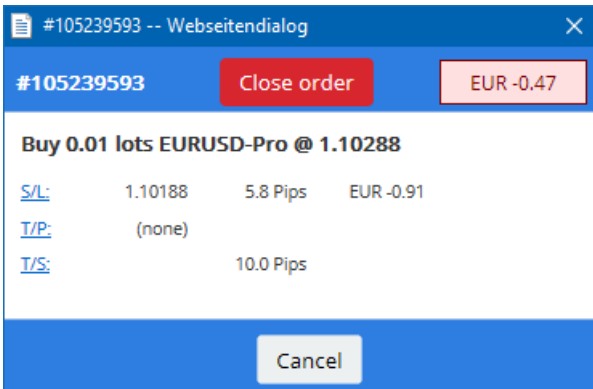 #105239593 -- Webseitendialog
#105239593 Close order EUR -0.47
Buy 0.01 lots EURUSD-Pro @ 1.10288
S/L: 1.10188 5.8 Pips EUR -0.91
T/P: (none)
T/S: 10.0 Pips
Cancel